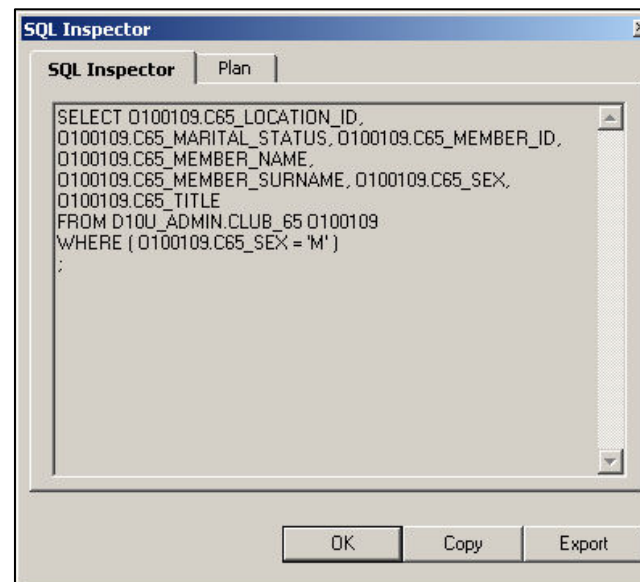 SQL Inspector
SQL Inspector
Plan
SELECT O100109.C65_LOCATION_ID,
O100109.C65_MARITAL_STATUS, O100109.C65_MEMBER_ID,
O100109.C65_MEMBER_NAME,
O100109.C65_MEMBER_SURNAME, O100109.C65_SEX,
O100109.C65_TITLE
FROM D10U_ADMIN.CLUB_65 O100109
WHERE ( O100109.C65_SEX = 'M' )
;
OK
Copy
Export